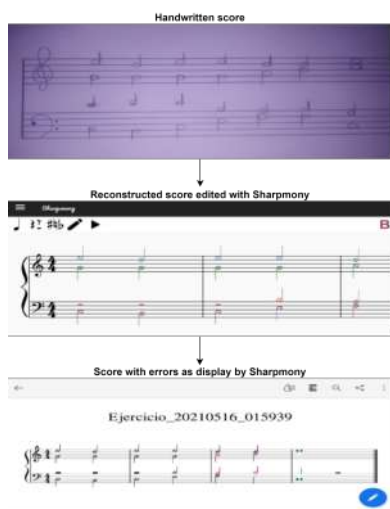 Handwritten score
Reconstructed score edited with Sharpmony
Sharpmony
B
Score with errors as display by Sharpmony
Ejercicio_20210516_015939